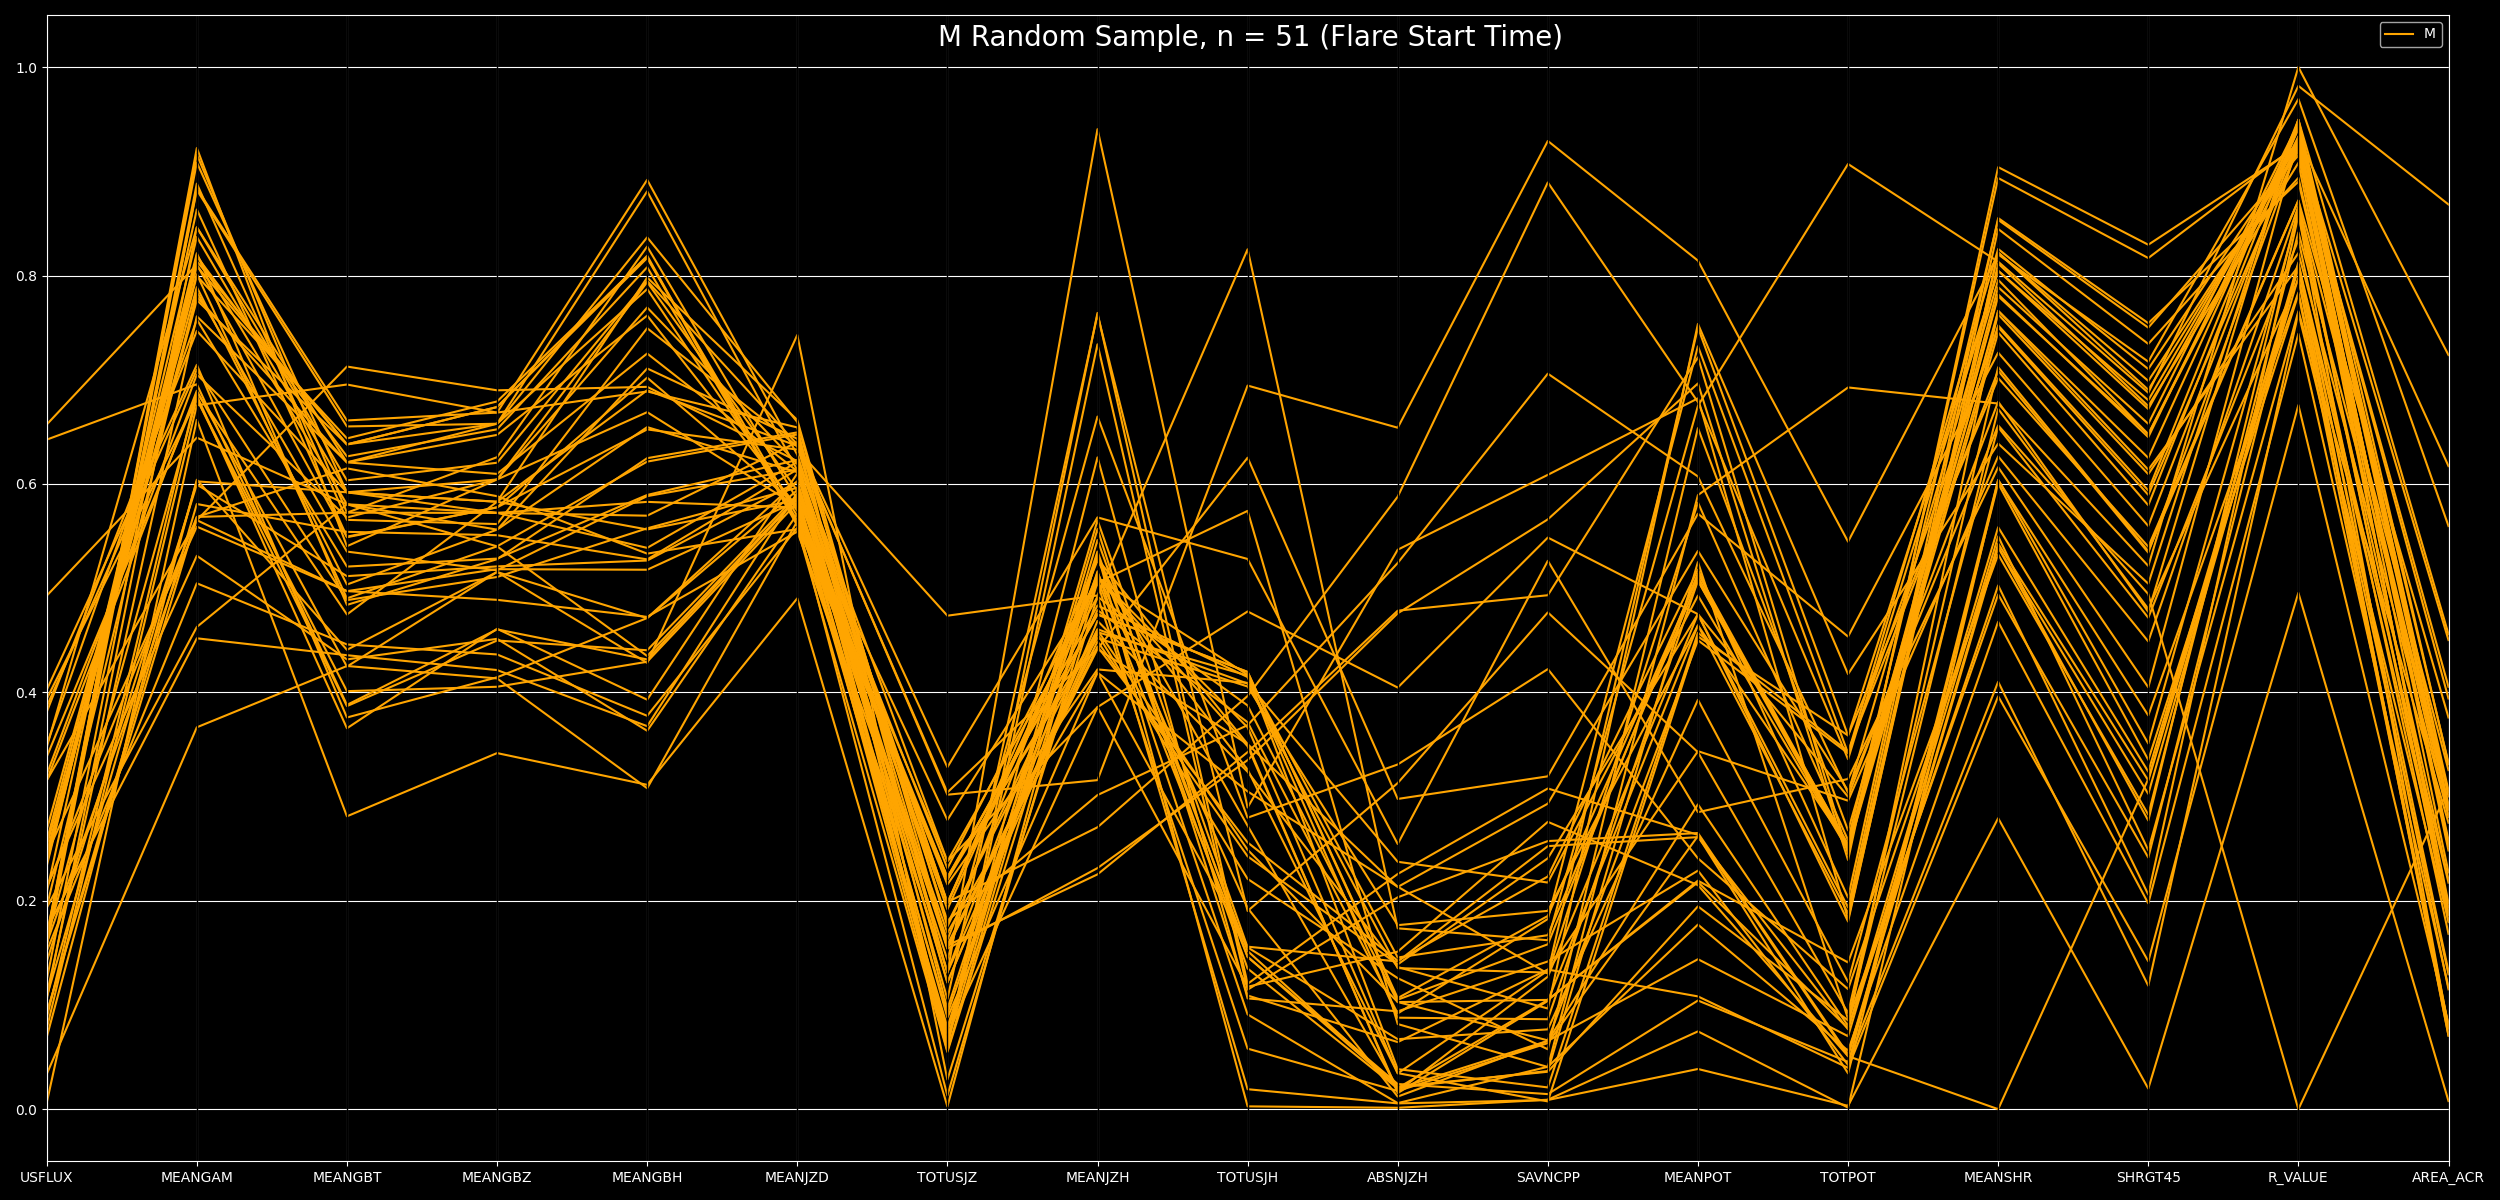 M Random Sample, n = 51 (Flare Start Time)
M
1.0
0.8
0.6
0.4
0.2
0.0
USFLUX MEANGAM MEANGBT MEANGBZ MEANGBH MEANJZD TOTUSJZ MEANJZH TOTUSJH ABSNJZH SAVNCPP MEANPOT TOTPOT MEANSHR SHRGT45 R_VALUE AREA_ACR